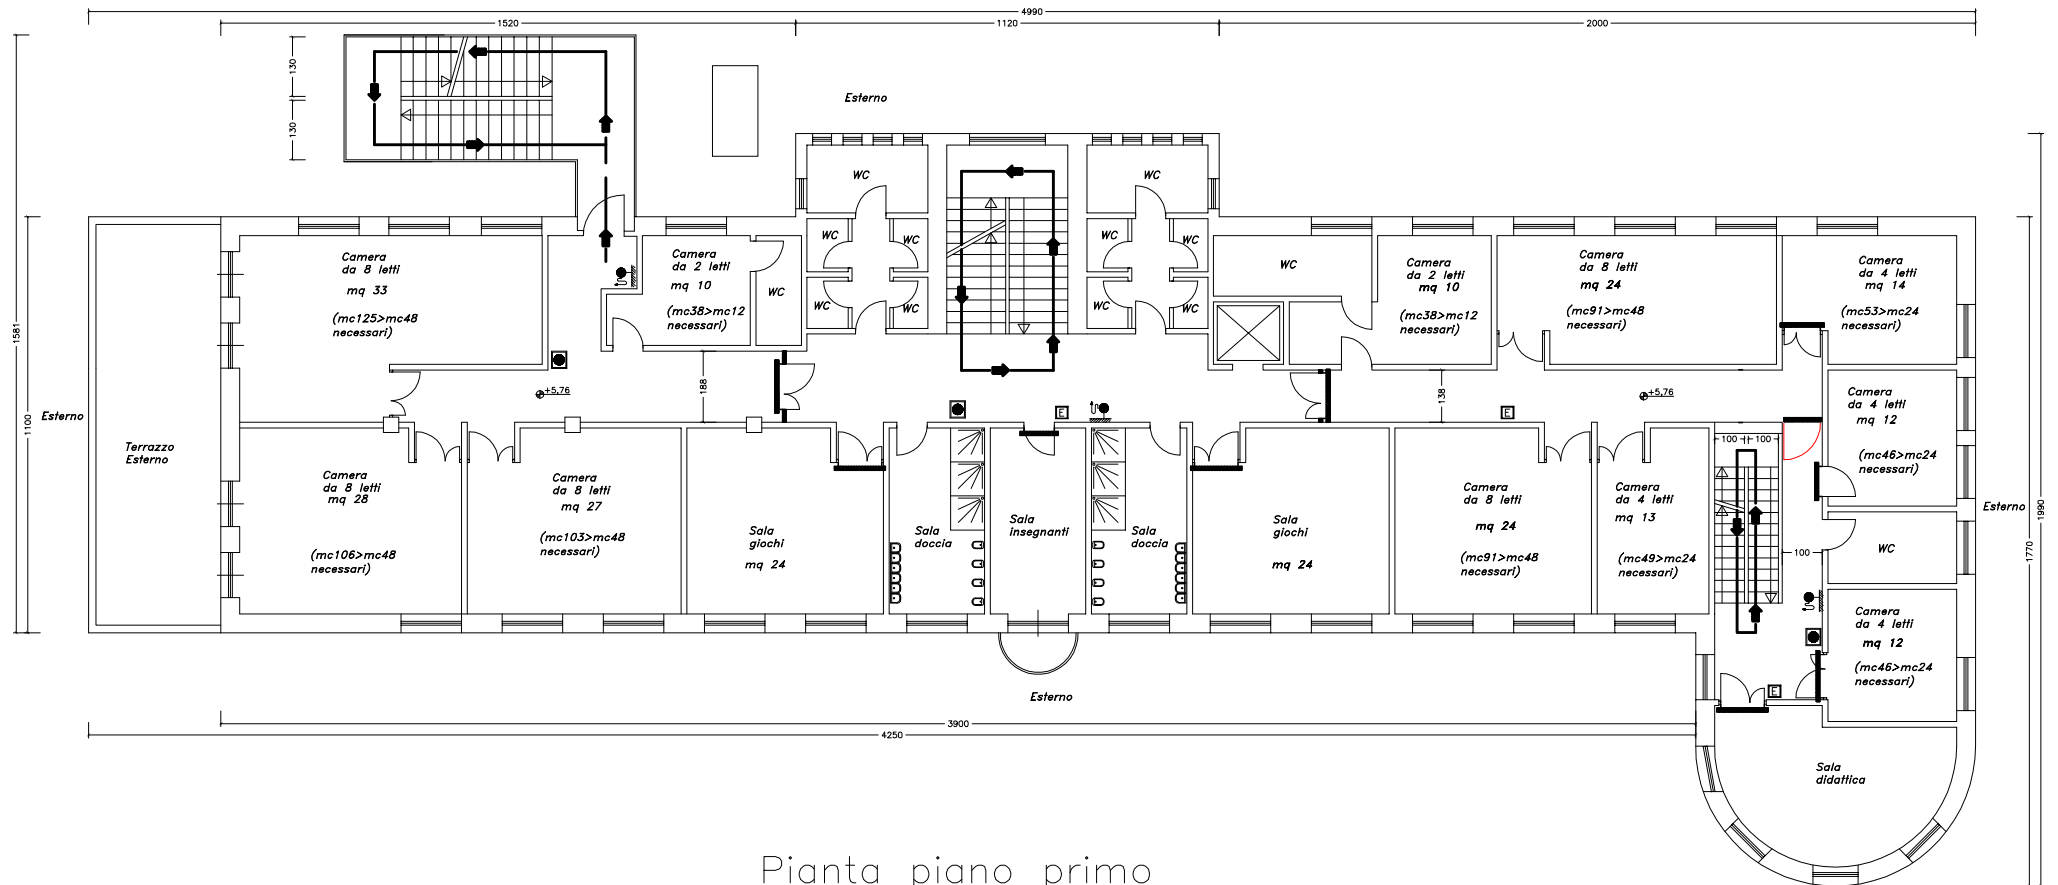 4990
1520
1120
2000
130
130
Esterno
WC
WC
WC
WC
WC
WC
WC
WC
WC
WC
Camera
da 8 letti
mq 33
(mc125>mc48
necessari)
Camera
da 2 letti
mq 10
(mc38>mc12
necessari)
WC
WC
Camera
da 2 letti
mq 10
(mc38>mc12
necessari)
Camera
da 8 letti
mq 24
(mc91>mc48
necessari)
Camera
da 4 letti
mq 14
(mc53>mc24
necessari)
1581
1100
Esterno
Terrazzo
Esterno
+5,76
188
E
138
E
+5,76
Camera
da 4 letti
mq 12
(mc46>mc24
necessari)
100
100
Camera
da 8 letti
mq 28
(mc106>mc48
necessari)
Camera
da 8 letti
mq 27
(mc103>mc48
necessari)
Sala
giochi
mq 24
Sala
doccia
Sala
insegnanti
Sala
doccia
Sala
giochi
mq 24
Camera
da 8 letti
mq 24
(mc91>mc48
necessari)
Camera
da 4 letti
mq 13
(mc49>mc24
necessari)
100
WC
Esterno
1770
1990
Camera
da 4 letti
mq 12
(mc46>mc24
necessari)
E
Esterno
3900
4250
Sala
didattica
Pianta piano primo